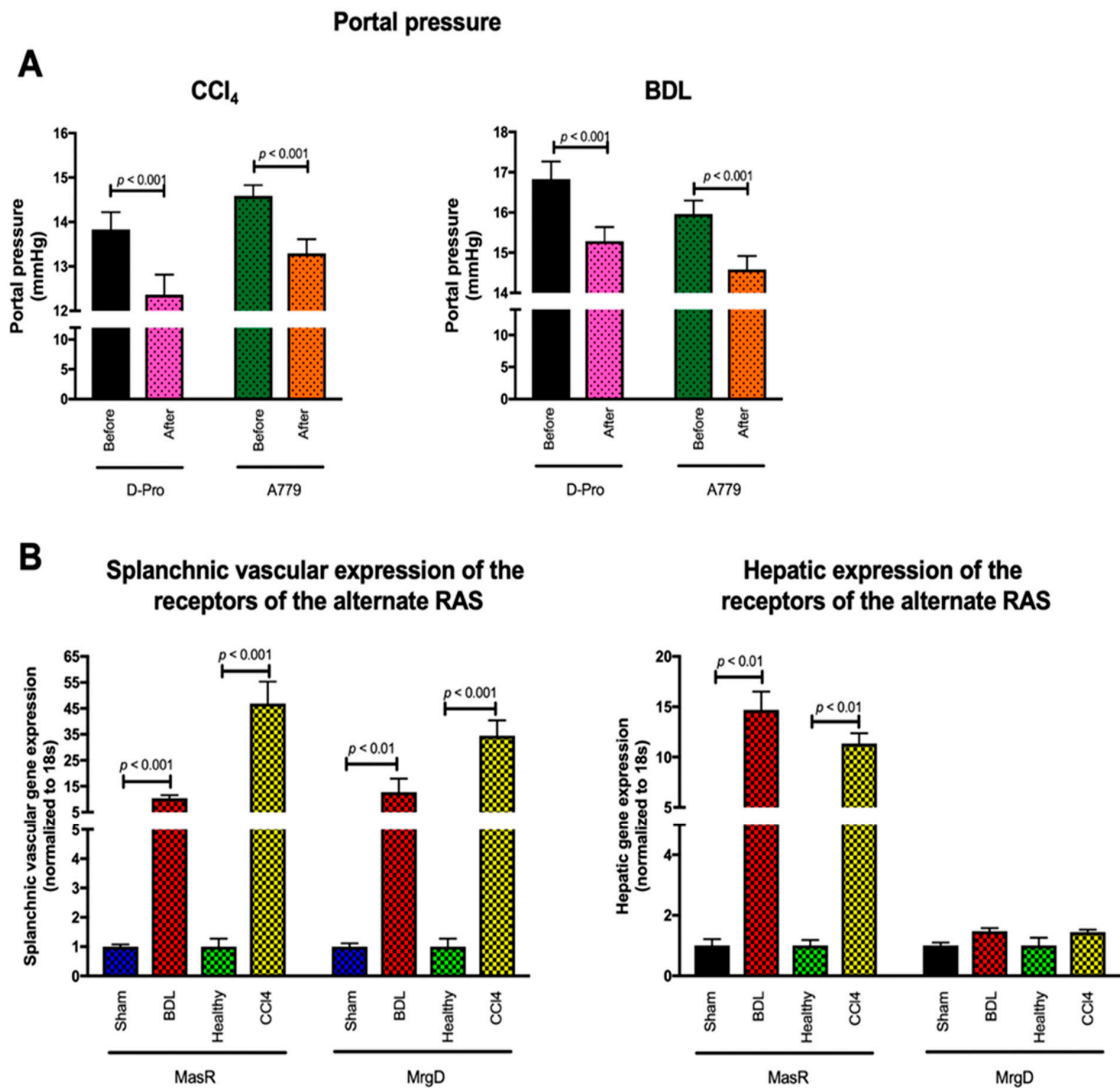 Portal pressure
A
CCl₄
BDL
Portal pressure
(mmHg)
16
15
14
13
12
10
5
0
p < 0.001
p < 0.001
Before
After
Before
After
D-Pro
A779
Portal pressure
(mmHg)
18
17
16
15
14
10
5
0
p < 0.001
p < 0.001
Before
After
Before
After
D-Pro
A779
B
Splanchnic vascular expression of the
receptors of the alternate RAS
Hepatic expression of the
receptors of the alternate RAS
Splanchnic vascular gene expression
(normalized to 18s)
65
55
45
35
25
15
5
5
4
3
2
1
0
p < 0.001
p < 0.001
p < 0.01
p < 0.001
Sham
BDL
Healthy
CCl4
Sham
BDL
Healthy
CCl4
MasR
MrgD
Hepatic gene expression
(normalized to 18s)
20
15
10
5
4
2
0
p < 0.01
p < 0.01
Sham
BDL
Healthy
CCl4
Sham
BDL
Healthy
CCl4
MasR
MrgD